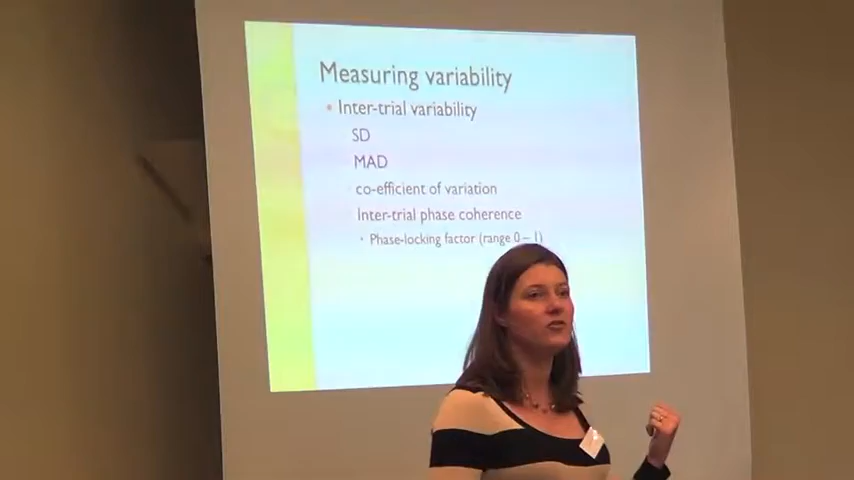 Measuring variability
• Inter-trial variability
SD
MAD
co-efficient of variation
Inter-trial phase coherence
• Phase-locking factor (range 0 – 1)